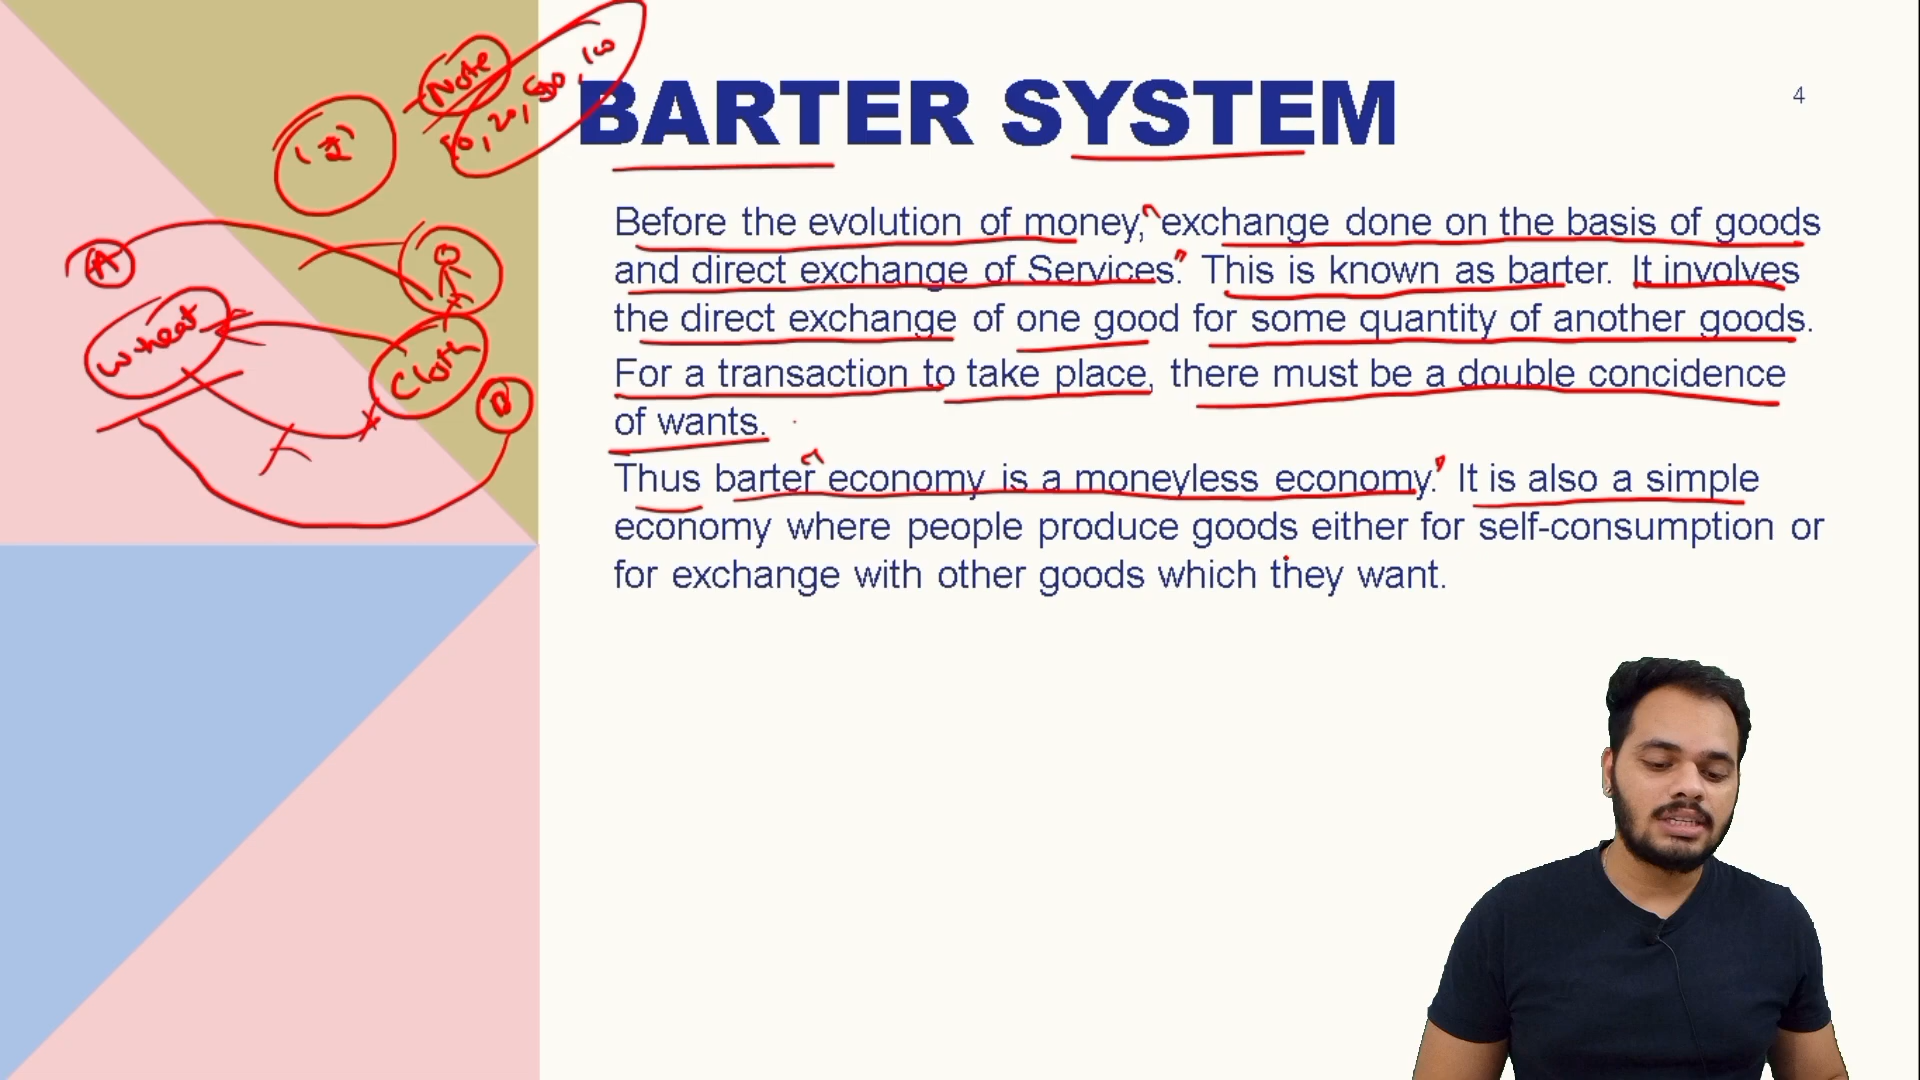 BARTER SYSTEM
4
Before the evolution of money, exchange done on the basis of goods
and direct exchange of Services. This is known as barter. It involves
the direct exchange of one good for some quantity of another goods.
For a transaction to take place, there must be a double concidence
of wants.
Thus barter economy is a moneyless economy. It is also a simple
economy where people produce goods either for self-consumption or
for exchange with other goods which they want.
Note
A
Wheat
Cloth
B